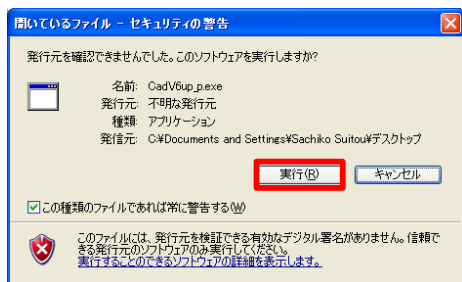 開いているファイル - セキュリティの警告
発行元を確認できませんでした。このソフトウェアを実行しますか?
名前: CadV6up_p.exe
発行元: 不明な発行元
種類: アプリケーション
発信元: C:¥Documents and Settings¥Sachiko Suitou¥デスクトップ
実行(R) キャンセル
この種類のファイルであれば常に警告する(W)
このファイルには、発行元を検証できる有効なデジタル署名がありません。信頼で
きる発行元のソフトウェアのみ実行してください。
実行することのできるソフトウェアの詳細を表示します。